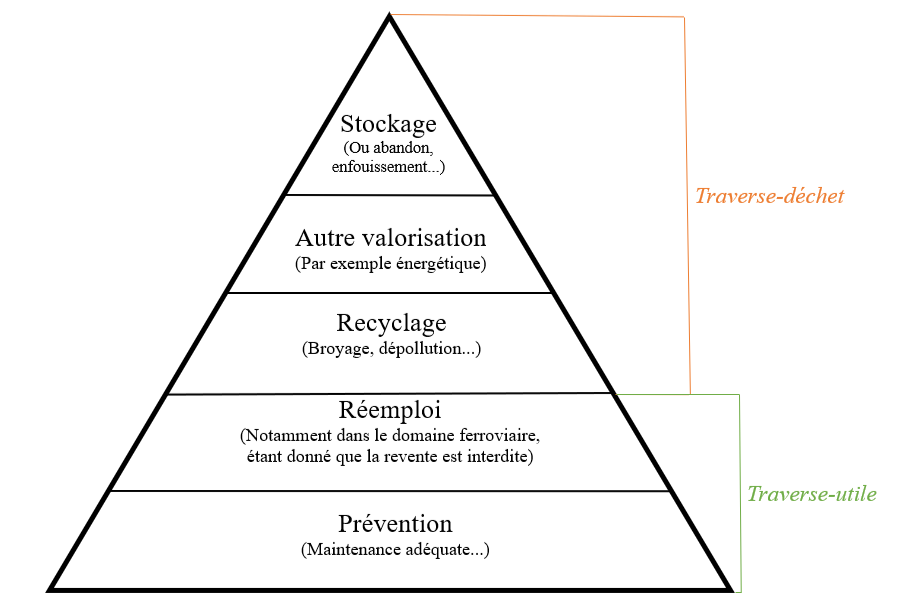 Stockage
(Ou abandon,
enfouissement...)
Traverse-déchet
Autre valorisation
(Par exemple énergétique)
Recyclage
(Broyage, dépollution...)
Réemploi
(Notamment dans le domaine ferroviaire,
étant donné que la revente est interdite)
Traverse-utile
Prévention
(Maintenance adéquate...)